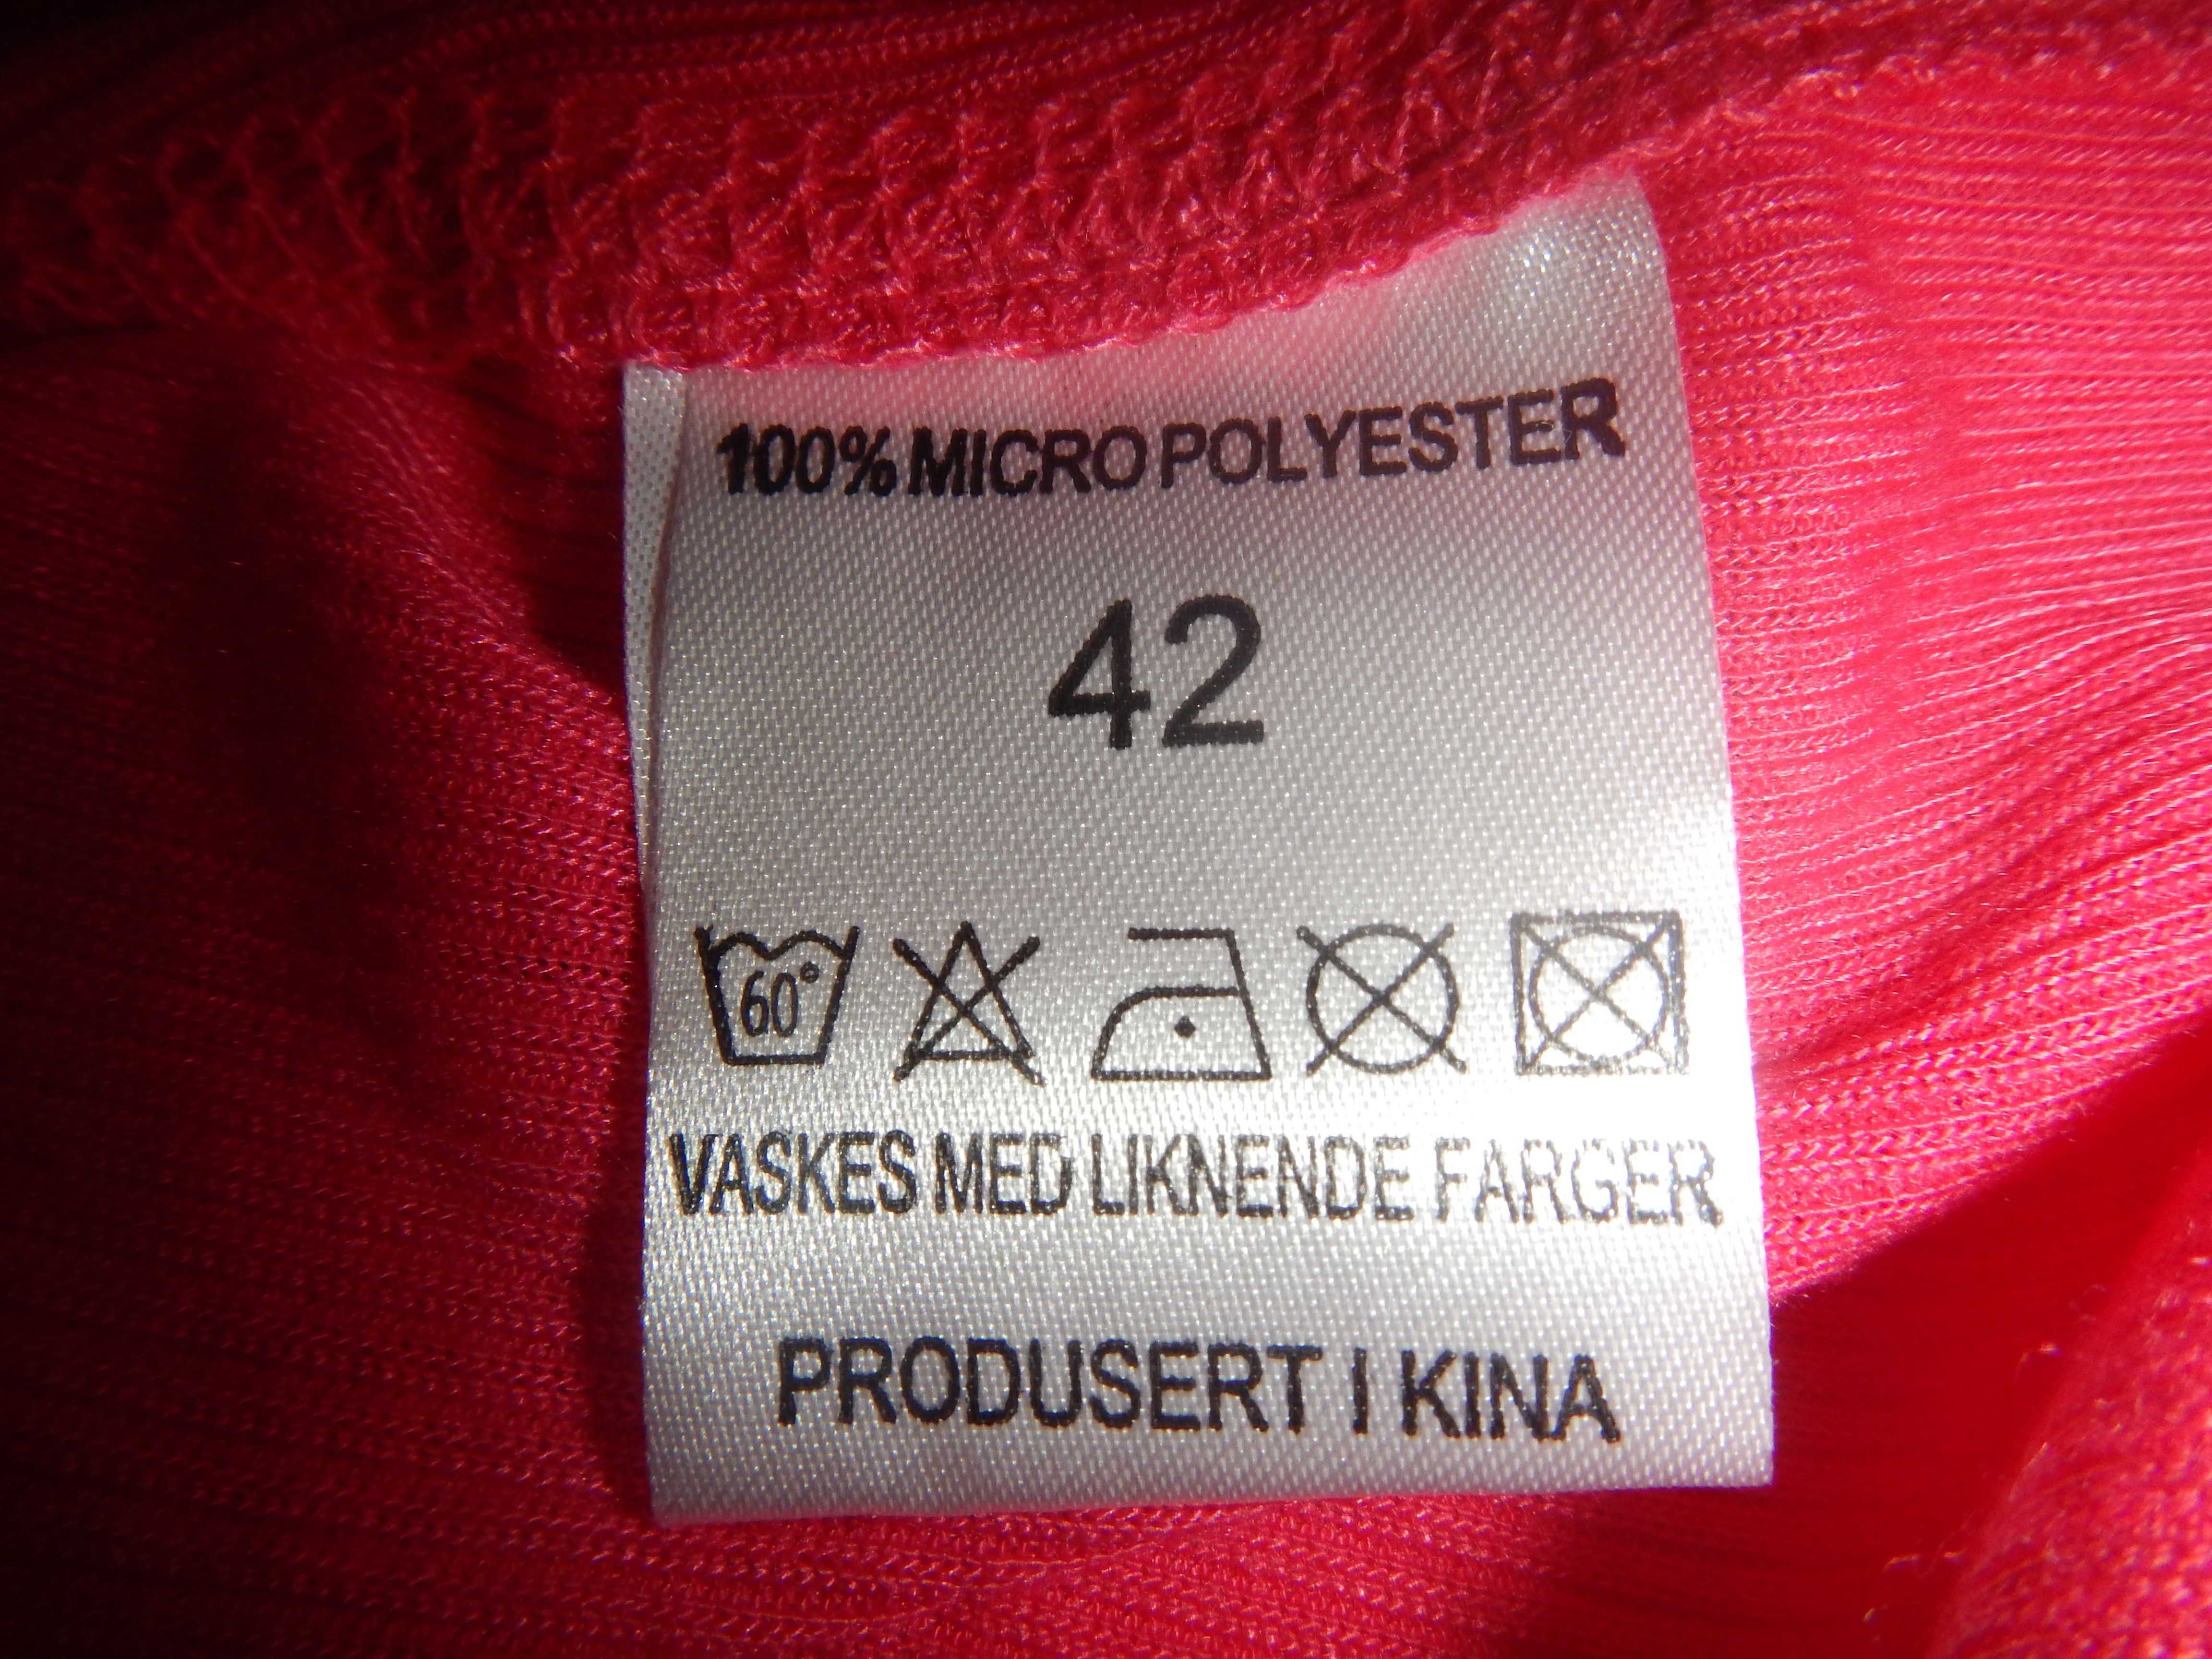 100% MICRO POLYESTER
42
60°
VASKES MED LIKNENDE FARGER
PRODUSERT I KINA